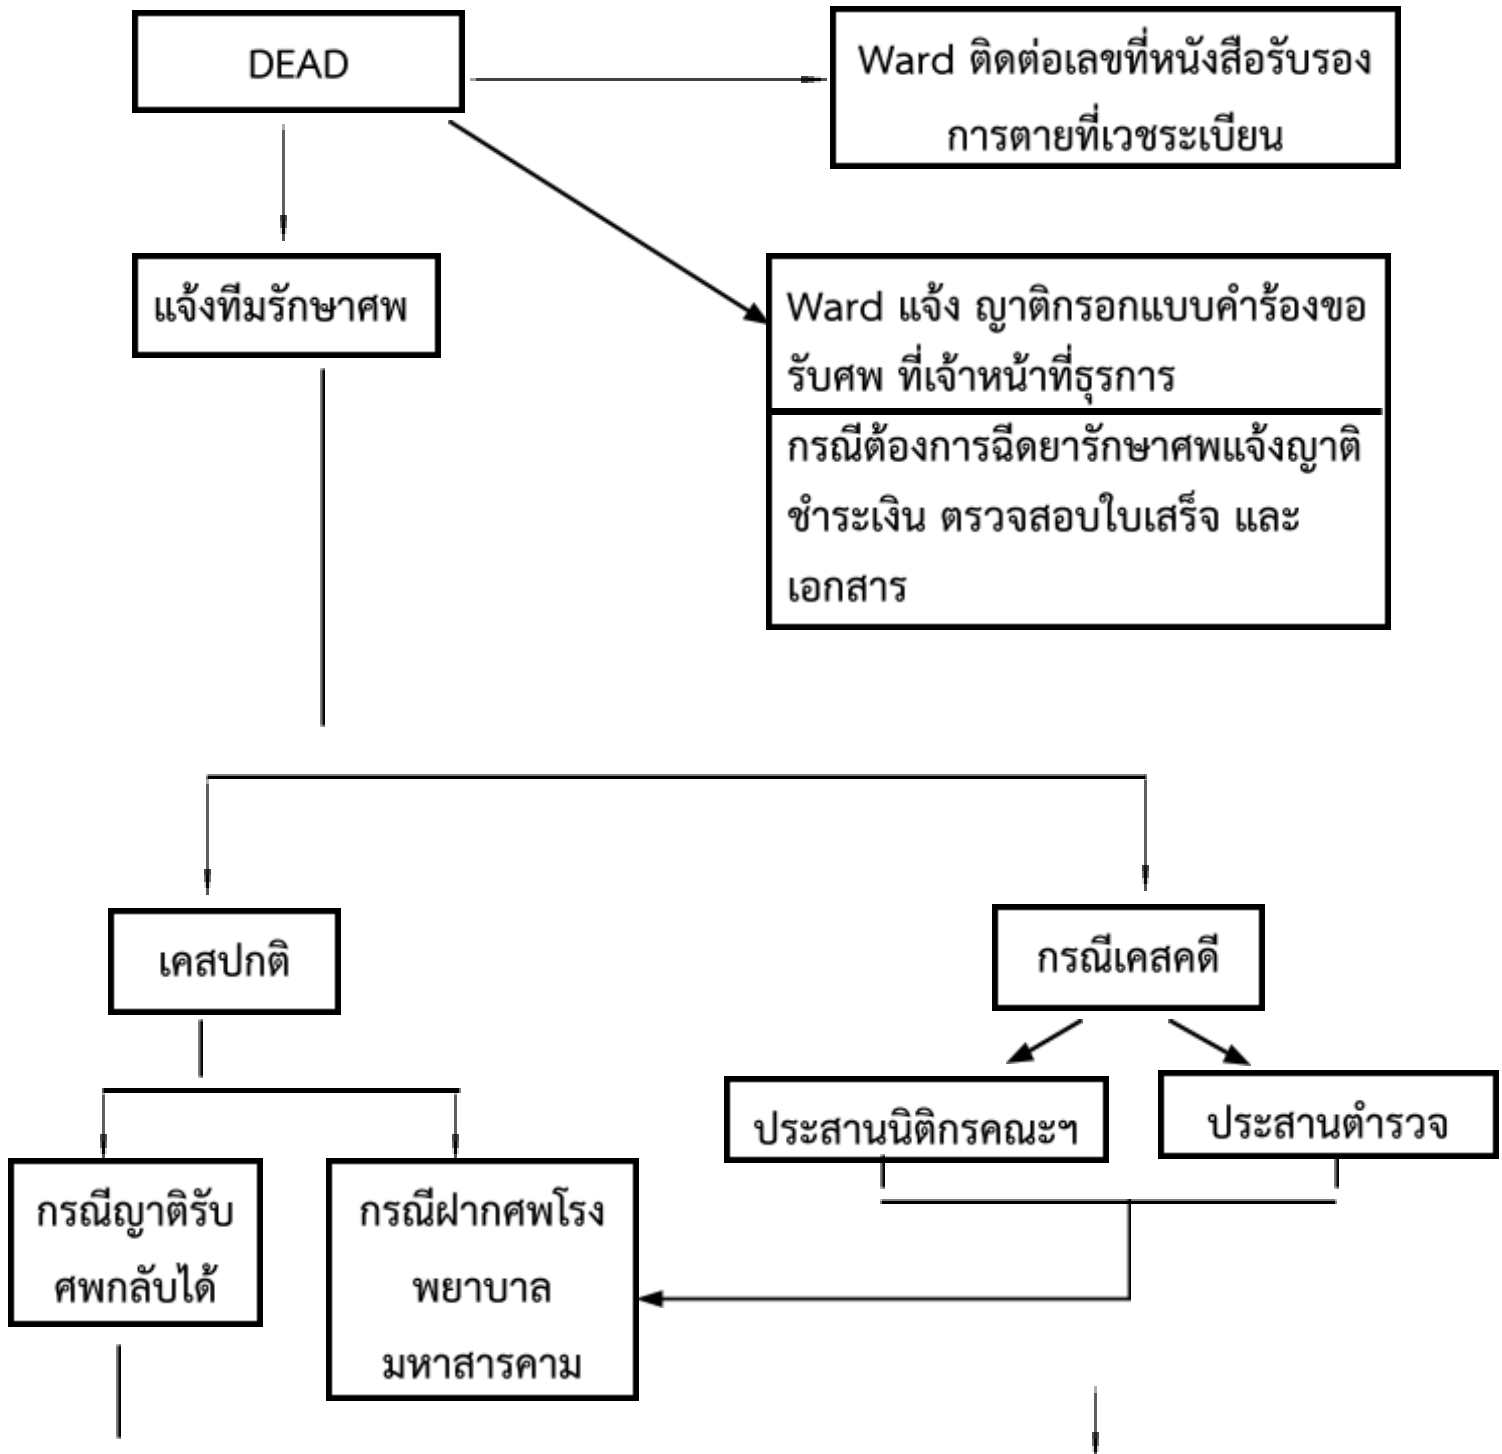 DEAD
Ward ติดต่อเลขที่หนังสือรับรอง
การตายที่เวชระเบียน
แจ้งทีมรักษาศพ
Ward แจ้ง ญาติกรอกแบบคำร้องขอ
รับศพ ที่เจ้าหน้าที่ธุรการ
กรณีต้องการฉีดยารักษาศพแจ้งญาติ
ชำระเงิน ตรวจสอบใบเสร็จ และ
เอกสาร
เคสปกติ
กรณีเคสคดี
ประสานนิติกรคณะฯ
ประสานตำรวจ
กรณีญาติรับ
ศพกลับได้
กรณีฝากศพโรง
พยาบาล
มหาสารคาม